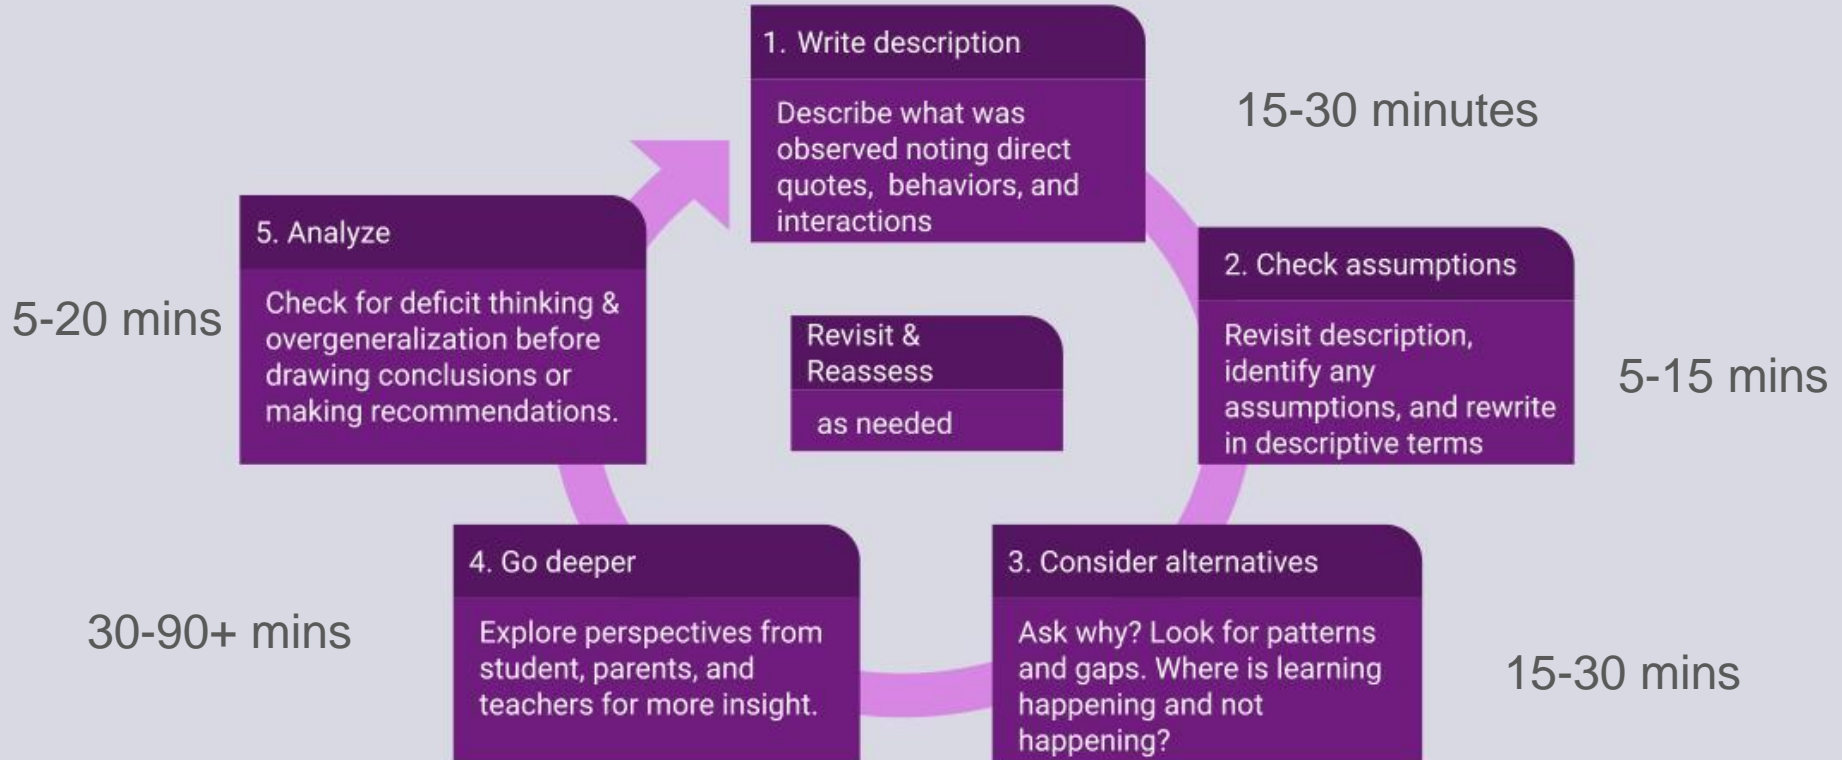 1. Write description
Describe what was
observed noting direct
quotes,  behaviors, and
interactions
15-30 minutes
2. Check assumptions
Revisit description,
identify any
assumptions, and rewrite
in descriptive terms
5-15 mins
3. Consider alternatives
Ask why? Look for patterns
and gaps. Where is learning
happening and not
happening?
15-30 mins
4. Go deeper
Explore perspectives from
student, parents, and
teachers for more insight.
30-90+ mins
5. Analyze
Check for deficit thinking &
overgeneralization before
drawing conclusions or
making recommendations.
5-20 mins
Revisit &
Reassess
as needed